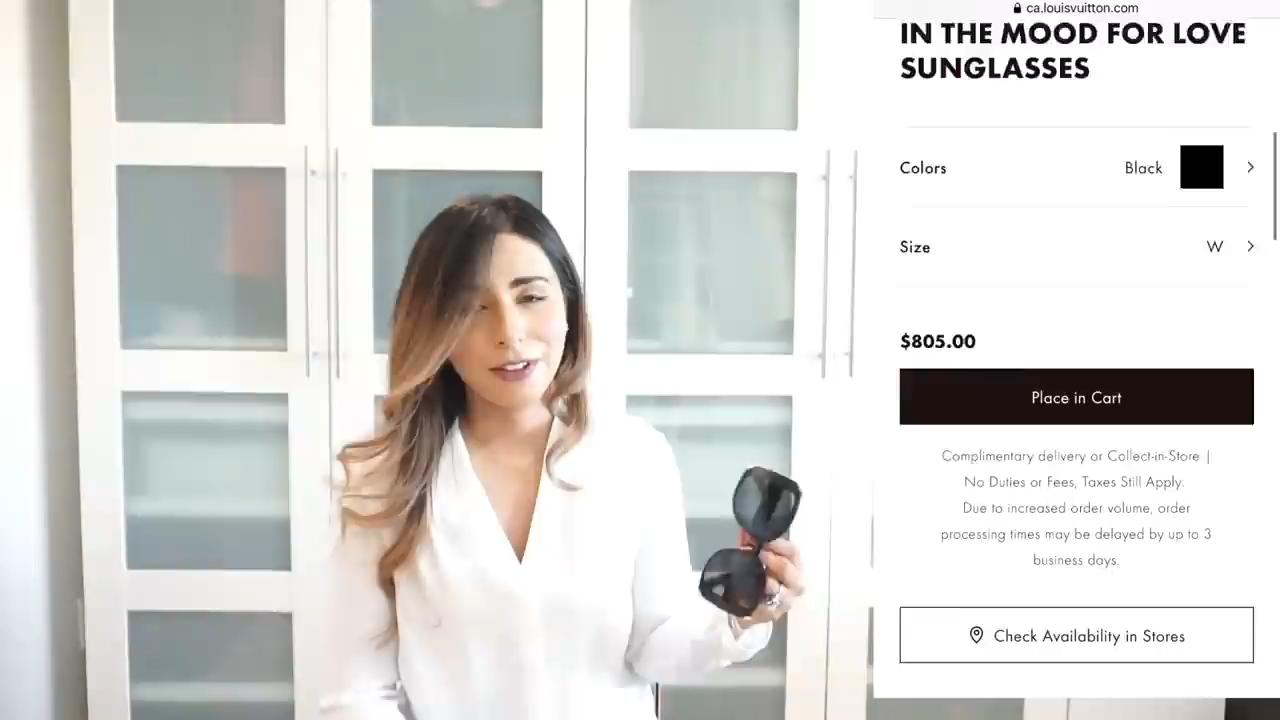 ca.louisvuitton.com
IN THE MOOD FOR LOVE
SUNGLASSES
Colors Black
Size W
$805.00
Place in Cart
Complimentary delivery or Collect-in-Store |
No Duties or Fees, Taxes Still Apply.
Due to increased order volume, order
processing times may be delayed by up to 3
business days.
Check Availability in Stores